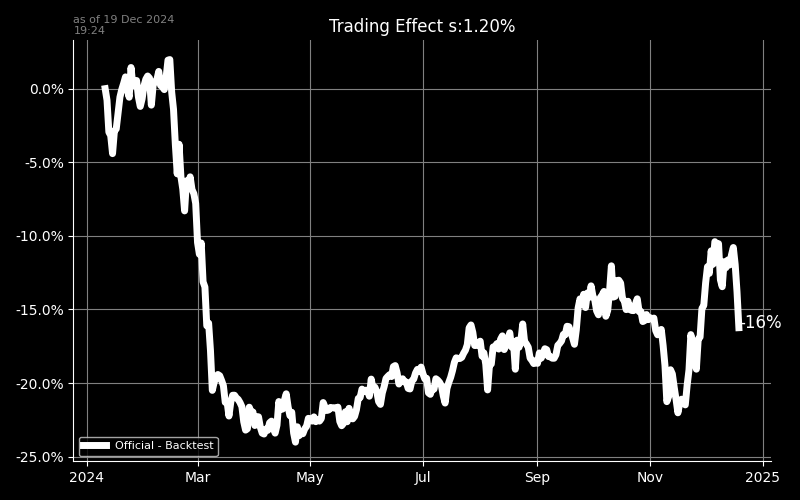 as of 19 Dec 2024
19:24
Trading Effect s:1.20%
0.0%
-5.0%
-10.0%
-15.0%
-20.0%
-25.0%
-16%
Official - Backtest
2024
Mar
May
Jul
Sep
Nov
2025